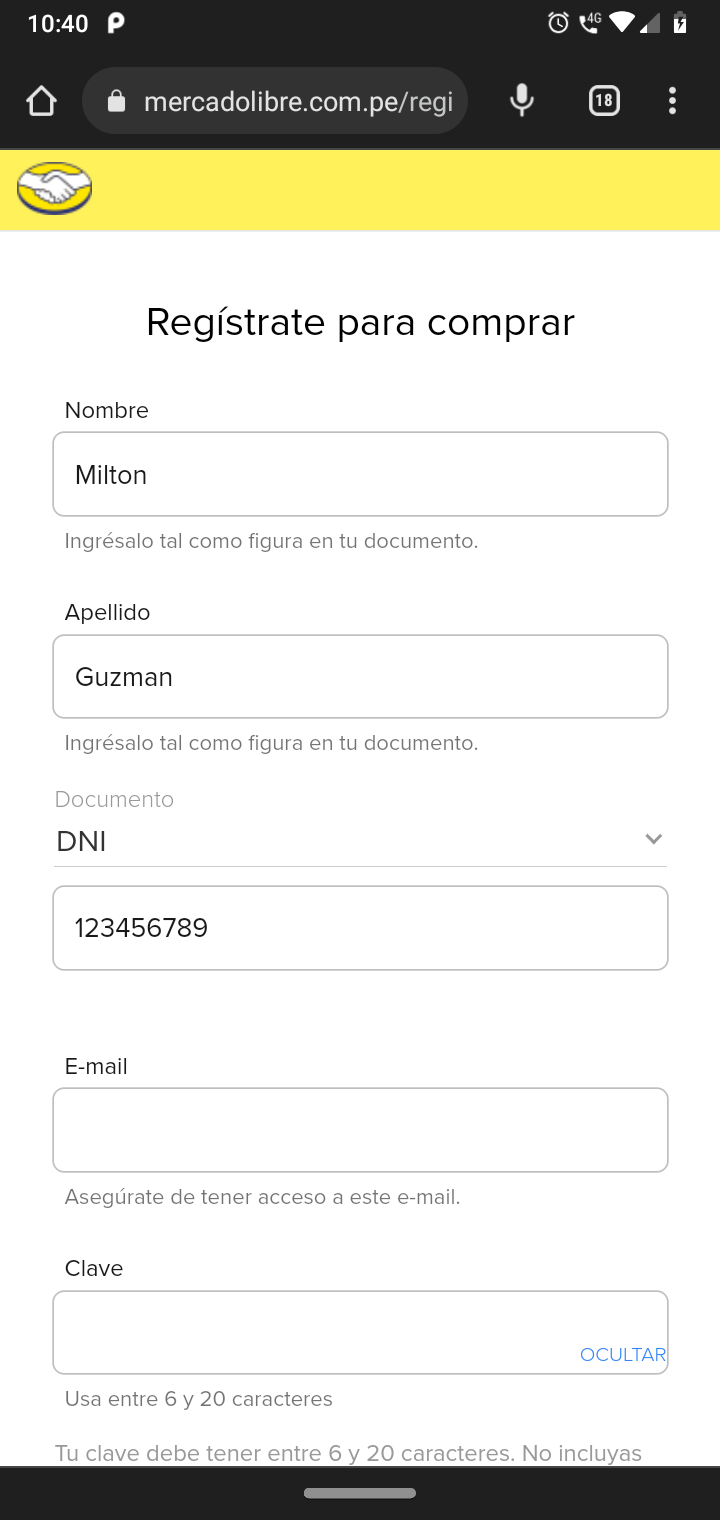 10:40
4G
mercadolibre.com.pe/regi
18
Regístrate para comprar
Nombre
Milton
Ingrésalo tal como figura en tu documento.
Apellido
Guzman
Ingrésalo tal como figura en tu documento.
Documento
DNI
123456789
E-mail
Asegúrate de tener acceso a este e-mail.
Clave
OCULTAR
Usa entre 6 y 20 caracteres
Tu clave debe tener entre 6 y 20 caracteres. No incluyas